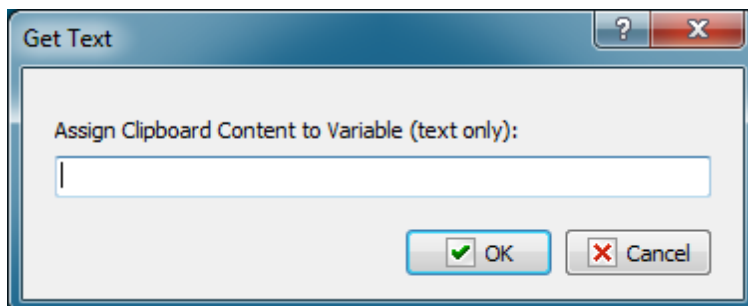 Get Text
?
Assign Clipboard Content to Variable (text only):
OK
Cancel